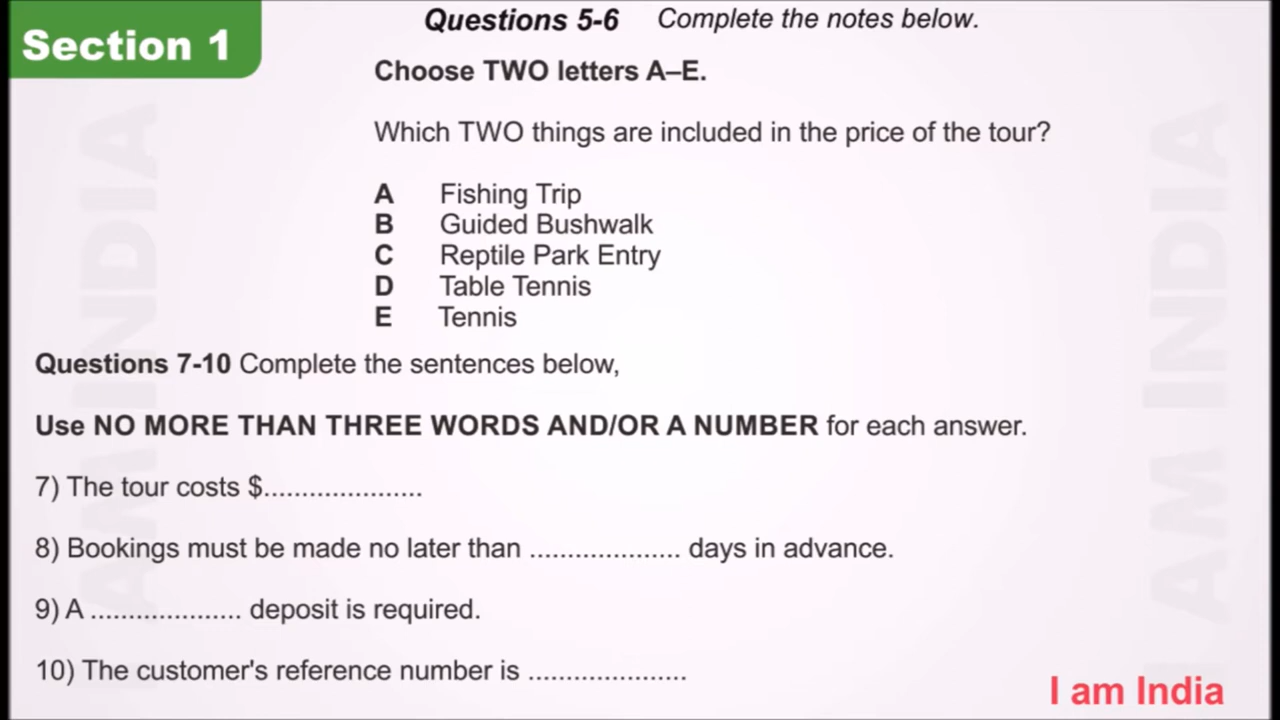 Section 1
Questions 5-6 Complete the notes below.
Choose TWO letters A–E.
Which TWO things are included in the price of the tour?
A Fishing Trip
B Guided Bushwalk
C Reptile Park Entry
D Table Tennis
E Tennis
Questions 7-10 Complete the sentences below,
Use NO MORE THAN THREE WORDS AND/OR A NUMBER for each answer.
7) The tour costs $.....................
8) Bookings must be made no later than .................... days in advance.
9) A .................... deposit is required.
10) The customer's reference number is .....................
I am India
I AM INDIA
I AM INDIA